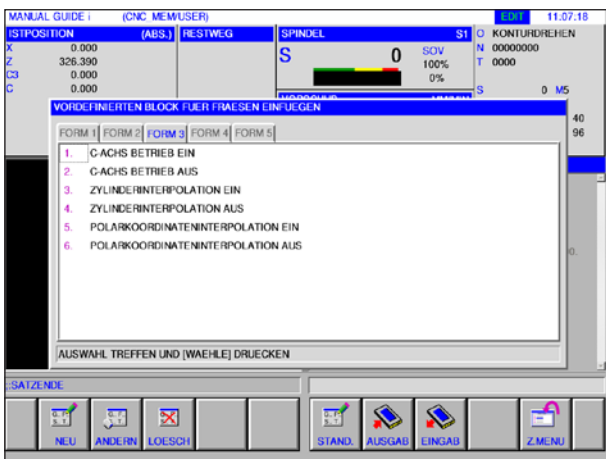 MANUAL GUIDE i (CNC_MEM/USER) EDIT 11.07.18
ISTPOSITION (ABS.) RESTWEG SPINDEL S1 O KONTURDREHEN
X 0.000 S 0 SOV N 00000000
Z 326.390 100% T 0000
C3 0.000 0%
C 0.000 S 0 M5
VORDEFINIERTEN BLOCK FUER FRAESEN EINFUEGEN
40
FORM 1 FORM 2 FORM 3 FORM 4 FORM 5 96
1. C-ACHS BETRIEB EIN
2. C-ACHS BETRIEB AUS
3. ZYLINDERINTERPOLATION EIN
4. ZYLINDERINTERPOLATION AUS
5. POLARKOORDINATENINTERPOLATION EIN
6. POLARKOORDINATENINTERPOLATION AUS
0.
AUSWAHL TREFFEN UND [WAEHLE] DRUECKEN
;:SATZENDE
NEU ANDERN LOESCH STAND. AUSGAB EINGAB Z.MENU